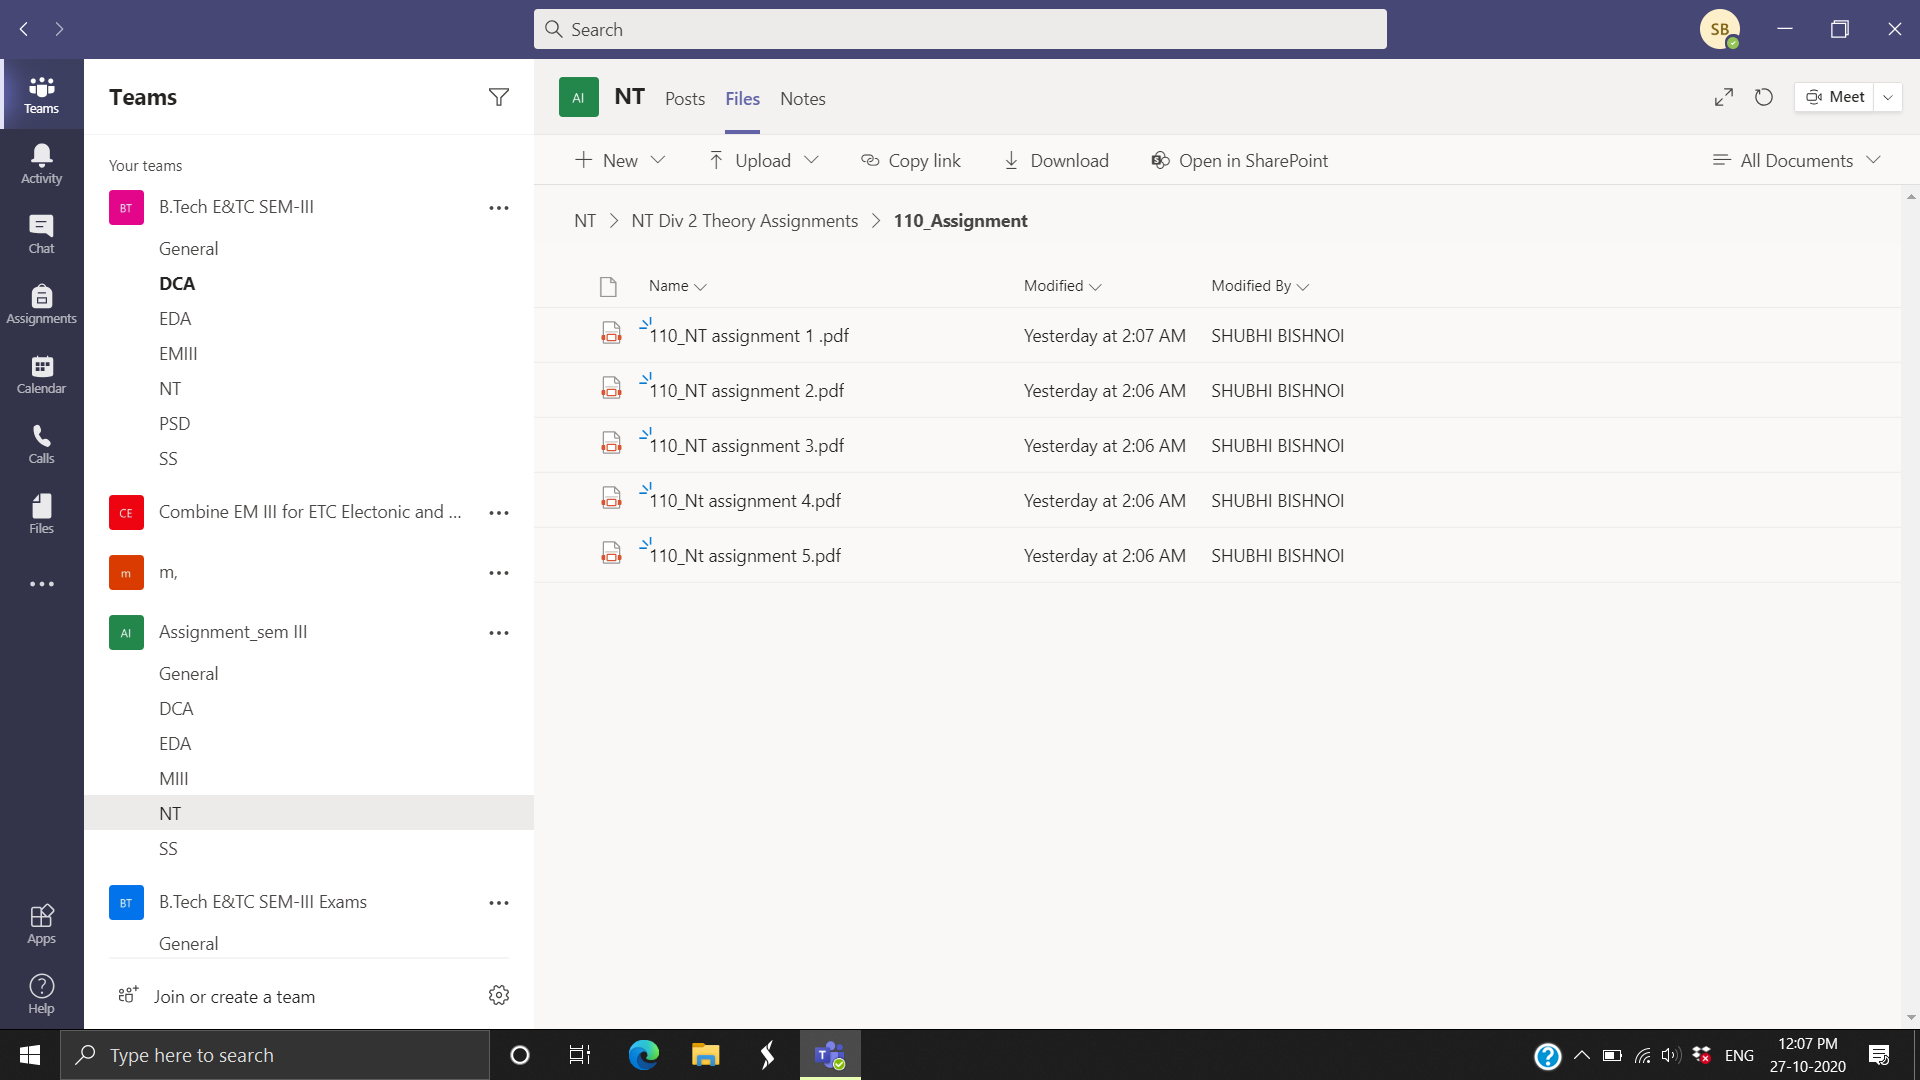 Search
SB
Teams
Activity
Chat
Assignments
Calendar
Calls
Files
Apps
Help
Teams
Your teams
BT B.Tech E&TC SEM-III
General
DCA
EDA
EMIII
NT
PSD
SS
CE Combine EM III for ETC Electonic and ...
m m,
AI Assignment_sem III
General
DCA
EDA
MIII
NT
SS
BT B.Tech E&TC SEM-III Exams
General
Join or create a team
AI NT Posts Files Notes
Meet
New Upload Copy link Download Open in SharePoint All Documents
NT > NT Div 2 Theory Assignments > 110_Assignment
Name Modified Modified By
110_NT assignment 1 .pdf Yesterday at 2:07 AM SHUBHI BISHNOI
110_NT assignment 2.pdf Yesterday at 2:06 AM SHUBHI BISHNOI
110_NT assignment 3.pdf Yesterday at 2:06 AM SHUBHI BISHNOI
110_Nt assignment 4.pdf Yesterday at 2:06 AM SHUBHI BISHNOI
110_Nt assignment 5.pdf Yesterday at 2:06 AM SHUBHI BISHNOI
Type here to search
ENG
12:07 PM
27-10-2020